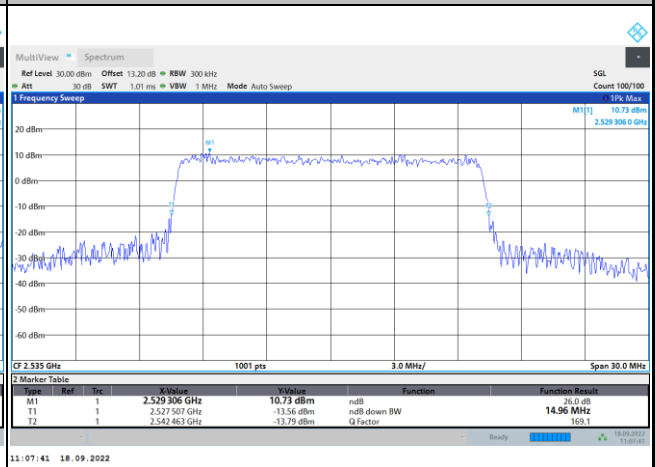 MultiView Spectrum
Ref Level 30.00 dBm Offset 13.20 dB RBW 300 kHz SGL
Att 30 dB SWT 1.01 ms VBW 1 MHz Mode Auto Sweep Count 100/100
1 Frequency Sweep 1Pk Max
M1[1] 10.73 dBm
2.529 306 0 GHz
20 dBm
M1
10 dBm
0 dBm
-10 dBm
-20 dBm
-30 dBm
-40 dBm
-50 dBm
-60 dBm
CF 2.535 GHz 1001 pts 3.0 MHz/ Span 30.0 MHz
2 Marker Table
Type Ref Trc X-Value Y-Value Function Function Result
M1 1 2.529 306 GHz 10.73 dBm ndB 26.0 dB
T1 1 2.527 507 GHz -13.56 dBm ndB down BW 14.96 MHz
T2 1 2.542 463 GHz -13.79 dBm Q Factor 169.1
Ready 18.09.2022
11:07:41
11:07:41 18.09.2022